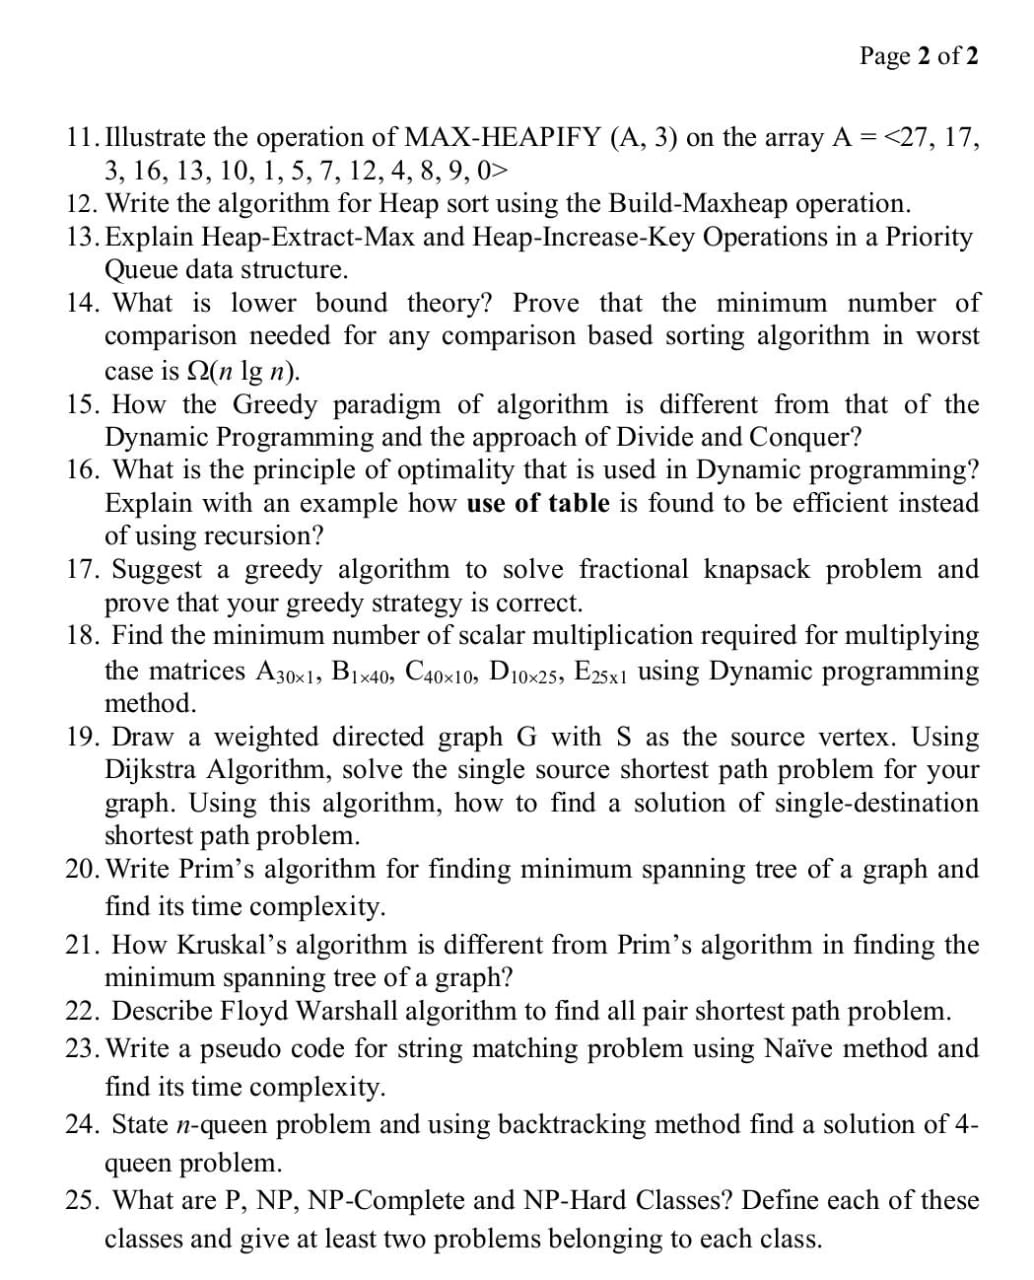 Page 2 of 2
11. Illustrate the operation of MAX-HEAPIFY (A, 3) on the array A = <27, 17,
3, 16, 13, 10, 1, 5, 7, 12, 4, 8, 9, 0>
12. Write the algorithm for Heap sort using the Build-Maxheap operation.
13. Explain Heap-Extract-Max and Heap-Increase-Key Operations in a Priority
Queue data structure.
14. What is lower bound theory? Prove that the minimum number of
comparison needed for any comparison based sorting algorithm in worst
case is Ω(n lg n).
15. How the Greedy paradigm of algorithm is different from that of the
Dynamic Programming and the approach of Divide and Conquer?
16. What is the principle of optimality that is used in Dynamic programming?
Explain with an example how use of table is found to be efficient instead
of using recursion?
17. Suggest a greedy algorithm to solve fractional knapsack problem and
prove that your greedy strategy is correct.
18. Find the minimum number of scalar multiplication required for multiplying
the matrices A30×1, B1×40, C40×10, D10×25, E25x1 using Dynamic programming
method.
19. Draw a weighted directed graph G with S as the source vertex. Using
Dijkstra Algorithm, solve the single source shortest path problem for your
graph. Using this algorithm, how to find a solution of single-destination
shortest path problem.
20. Write Prim’s algorithm for finding minimum spanning tree of a graph and
find its time complexity.
21. How Kruskal’s algorithm is different from Prim’s algorithm in finding the
minimum spanning tree of a graph?
22. Describe Floyd Warshall algorithm to find all pair shortest path problem.
23. Write a pseudo code for string matching problem using Naïve method and
find its time complexity.
24. State n-queen problem and using backtracking method find a solution of 4-
queen problem.
25. What are P, NP, NP-Complete and NP-Hard Classes? Define each of these
classes and give at least two problems belonging to each class.